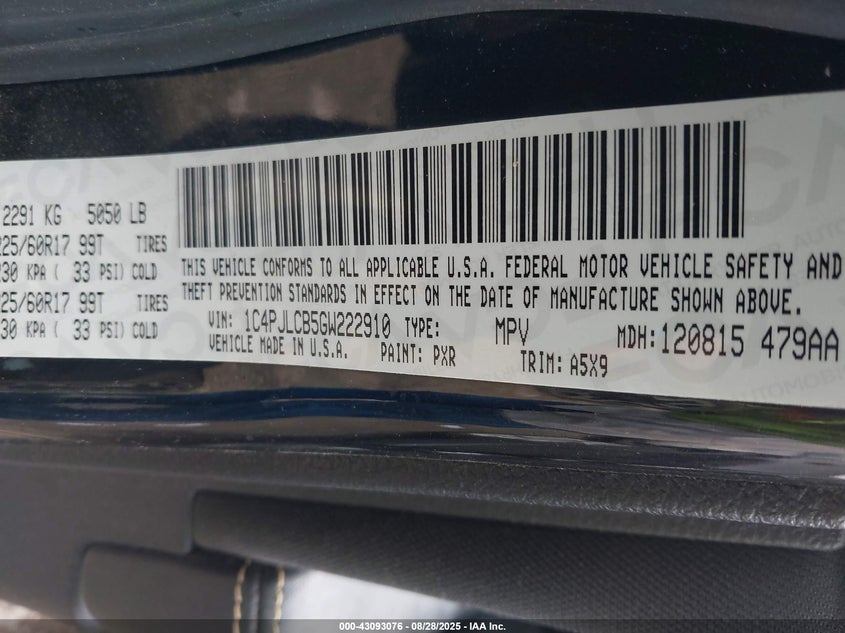 2291 KG 5050 LB
25/60R17 99T TIRES
30 KPA ( 33 PSI) COLD
25/60R17 99T TIRES
30 KPA ( 33 PSI) COLD
THIS VEHICLE CONFORMS TO ALL APPLICABLE U.S.A. FEDERAL MOTOR VEHICLE SAFETY AND
THEFT PREVENTION STANDARDS IN EFFECT ON THE DATE OF MANUFACTURE SHOWN ABOVE.
VIN: 1C4PJLCB5GW222910 TYPE: MPV MDH: 120815 479AA
VEHICLE MADE IN U.S.A. PAINT: PXR TRIM: A5X9
000-43093076 - 08/28/2025 - IAA Inc.